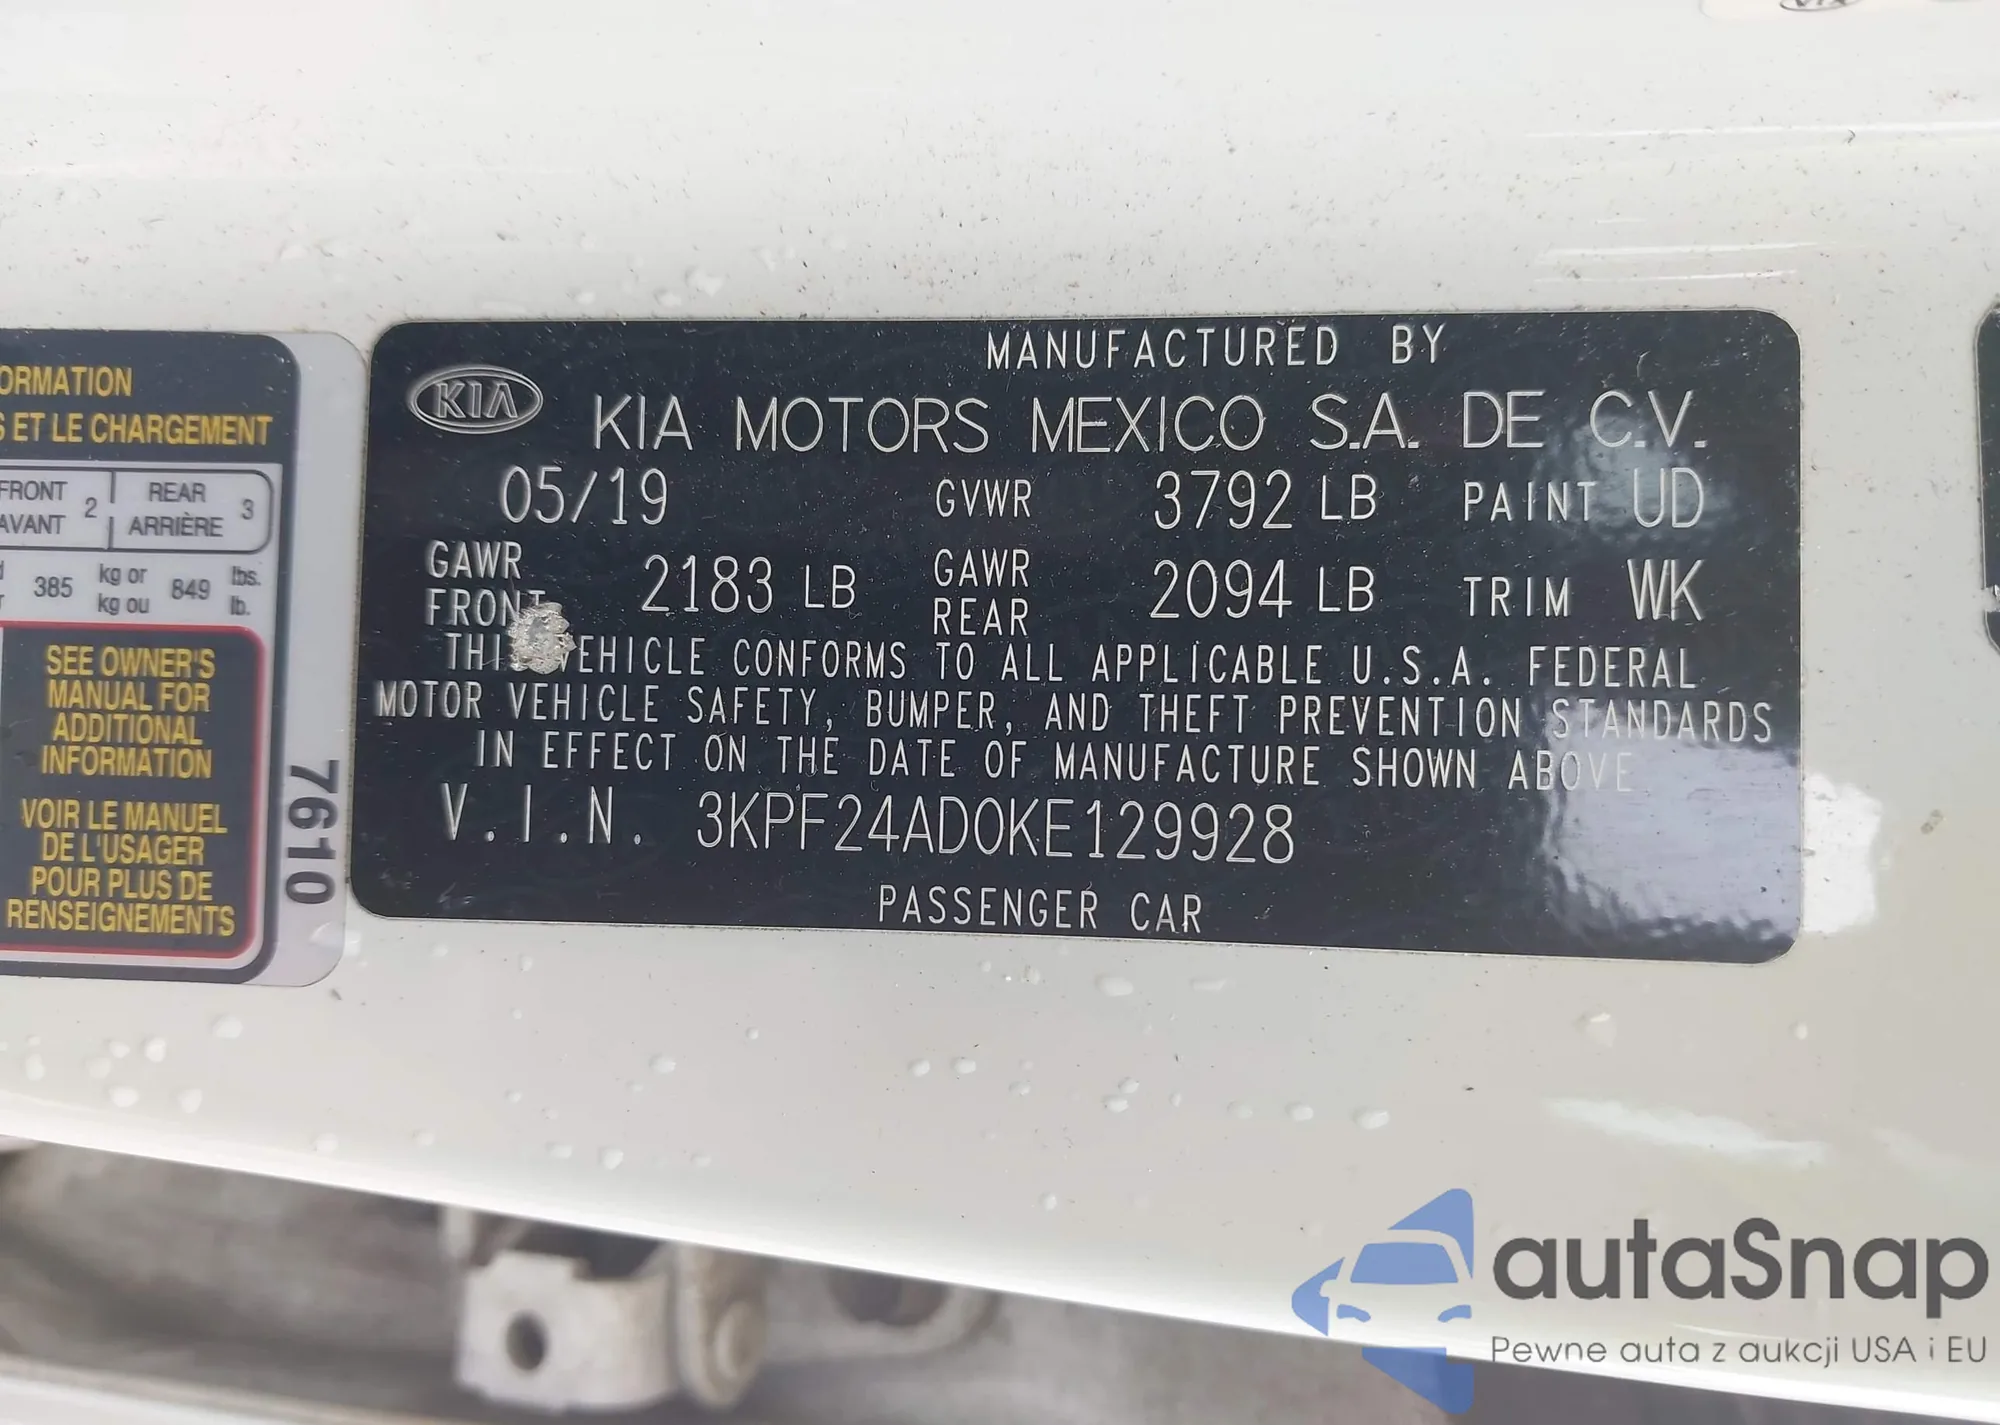 ORMATION
S ET LE CHARGEMENT
FRONT 2 REAR 3
AVANT ARRIÈRE
385 kg or 849 lbs.
kg ou lb.
SEE OWNER'S
MANUAL FOR
ADDITIONAL
INFORMATION
VOIR LE MANUEL
DE L'USAGER
POUR PLUS DE
RENSEIGNEMENTS
7610
MANUFACTURED BY
KIA KIA MOTORS MEXICO S.A. DE C.V.
05/19 GVWR 3792 LB PAINT UD
GAWR FRONT 2183 LB GAWR REAR 2094 LB TRIM WK
THIS VEHICLE CONFORMS TO ALL APPLICABLE U.S.A. FEDERAL
MOTOR VEHICLE SAFETY, BUMPER, AND THEFT PREVENTION STANDARDS
IN EFFECT ON THE DATE OF MANUFACTURE SHOWN ABOVE
V.I.N. 3KPF24AD0KE129928
PASSENGER CAR
autaSnap
Pewne auta z aukcji USA i EU